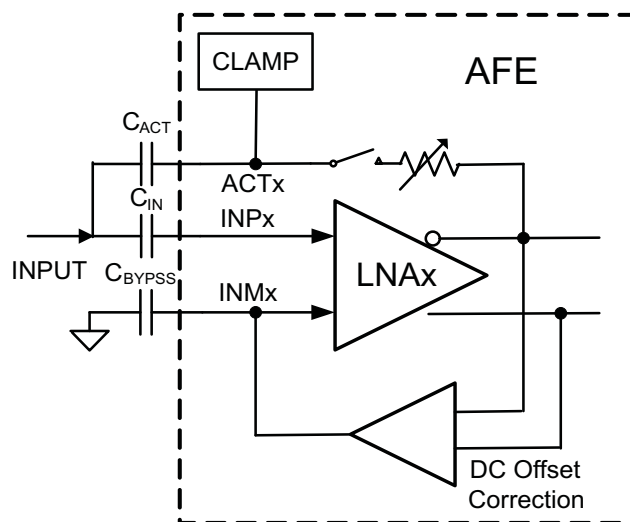 CLAMP
AFE
CACT
ACTx
CIN
INPx
INPUT
LNAx
CBYPSS
INMx
DC Offset
Correction